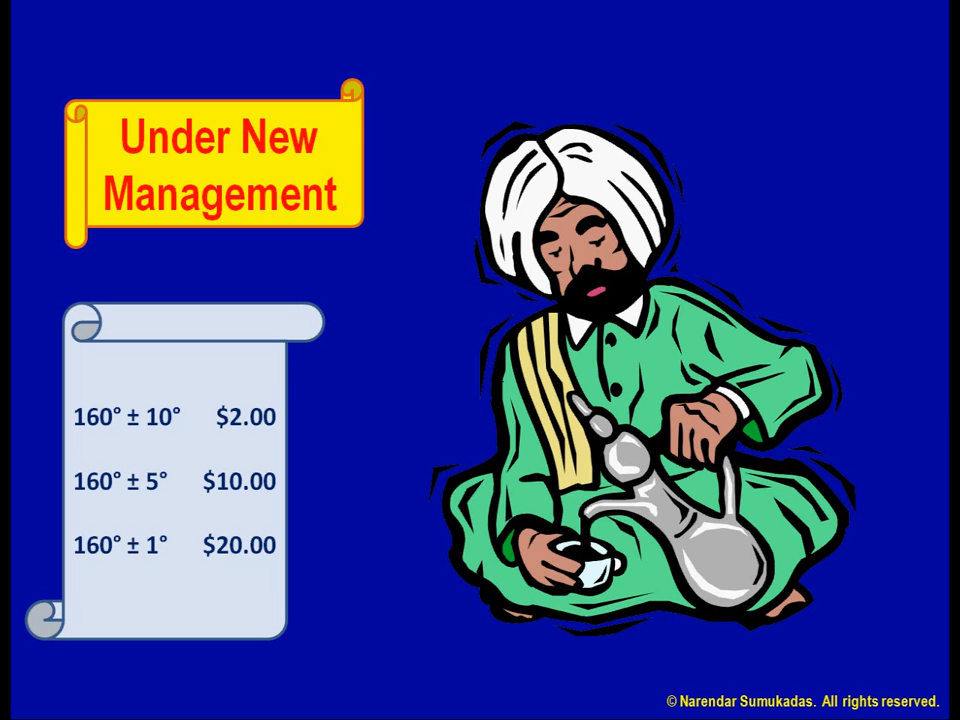 Under New
Management
160° ± 10° $2.00
160° ± 5° $10.00
160° ± 1° $20.00
© Narendar Sumukadas. All rights reserved.